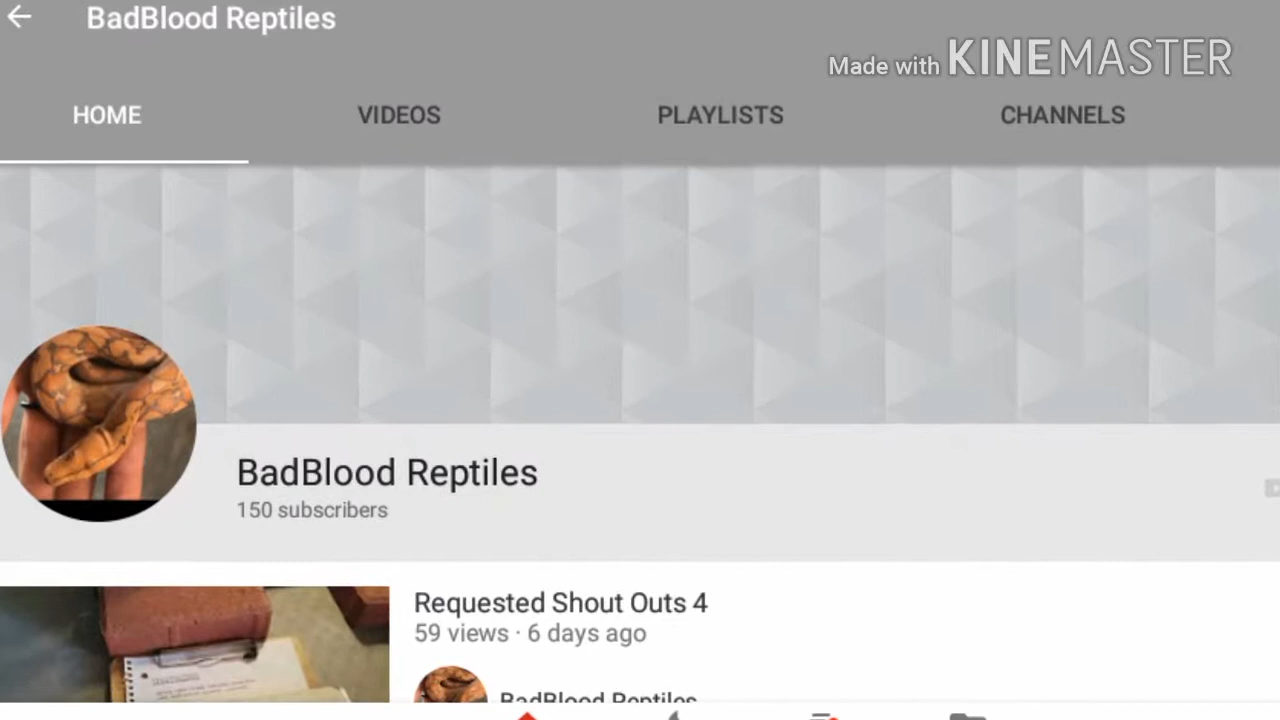 BadBlood Reptiles
Made with KINEMASTER
HOME VIDEOS PLAYLISTS CHANNELS
BadBlood Reptiles
150 subscribers
Requested Shout Outs 4
59 views · 6 days ago
BadBlood Reptiles